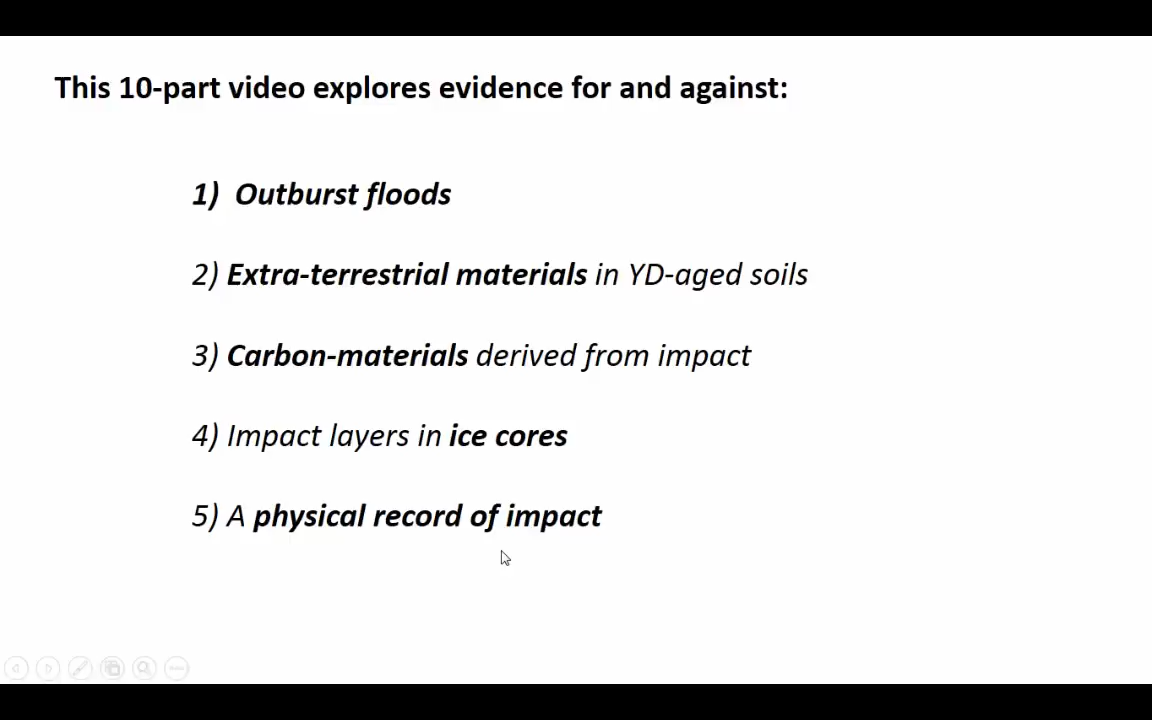 This 10-part video explores evidence for and against:
1) Outburst floods
2) Extra-terrestrial materials in YD-aged soils
3) Carbon-materials derived from impact
4) Impact layers in ice cores
5) A physical record of impact